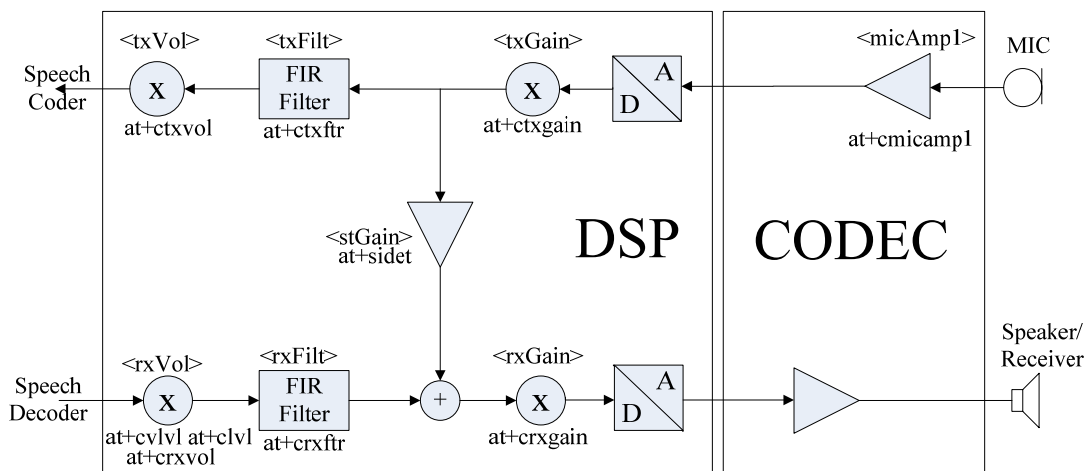 <txVol>
<txFilt>
<txGain>
<micAmp1>
MIC
Speech
Coder
X
FIR
Filter
X
A
D
at+ctxvol
at+ctxftr
at+ctxgain
at+cmicamp1
<stGain>
at+sidet
DSP
CODEC
<rxVol>
<rxFilt>
<rxGain>
Speaker/
Receiver
Speech
Decoder
X
FIR
Filter
+
X
A
D
at+cvlvl at+clvl
at+crxvol
at+crxftr
at+crxgain